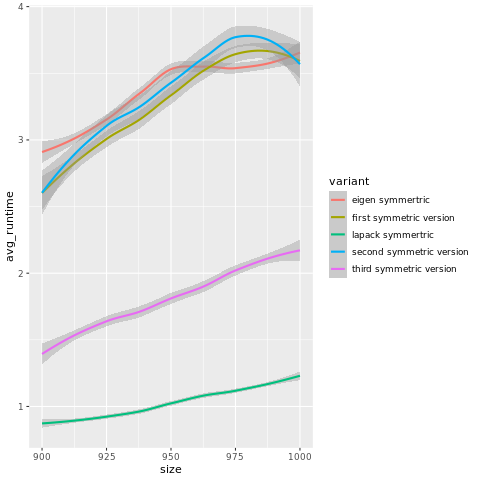 4
3
2
1
avg_runtime
900
925
950
975
1000
size
variant
eigen symmertric
first symmetric version
lapack symmertric
second symmetric version
third symmetric version